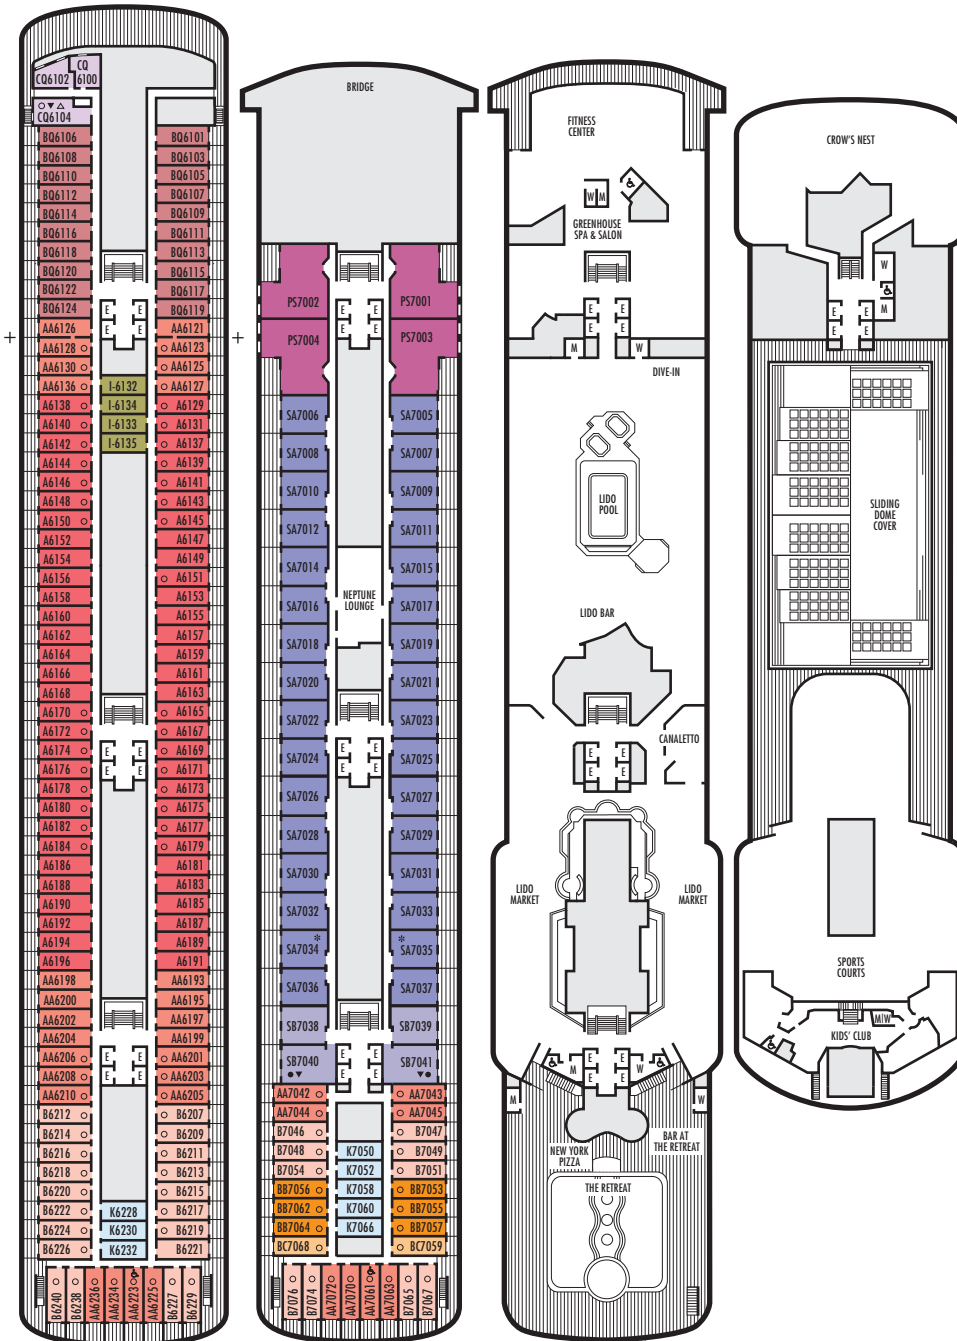 CQ6102
CQ
6100
CQ6104
BQ6106
BQ6108
BQ6110
BQ6112
BQ6114
BQ6116
BQ6118
BQ6120
BQ6122
BQ6124
AA6126
AA6128
AA6130
AA6136
A6138
A6140
A6142
A6144
A6146
A6148
A6150
A6152
A6154
A6156
A6158
A6160
A6162
A6164
A6166
A6168
A6170
A6172
A6174
A6176
A6178
A6180
A6182
A6184
A6186
A6188
A6190
A6192
A6194
A6196
AA6198
AA6200
AA6202
AA6204
AA6206
AA6208
AA6210
B6212
B6214
B6216
B6218
B6220
B6222
B6224
B6226
E E
E E
I-6132
I-6134
I-6133
I-6135
E E
E E
E E
E E
K6228
K6230
K6232
BQ6101
BQ6103
BQ6105
BQ6107
BQ6109
BQ6111
BQ6113
BQ6115
BQ6117
BQ6119
AA6121
AA6123
AA6125
AA6127
A6129
A6131
A6137
A6139
A6141
A6143
A6145
A6147
A6149
A6151
A6153
A6155
A6157
A6159
A6161
A6163
A6165
A6167
A6169
A6171
A6173
A6175
A6177
A6179
A6181
A6183
A6185
A6187
A6189
A6191
AA6193
AA6195
AA6197
AA6199
AA6201
AA6203
AA6205
B6207
B6209
B6211
B6213
B6215
B6217
B6219
B6221
B6240
B6238
AA6236
AA6234
AA6223
AA6225
B6227
B6229
BRIDGE
PS7002
PS7004
SA7006
SA7008
SA7010
SA7012
SA7014
SA7016
SA7018
SA7020
SA7022
SA7024
SA7026
SA7028
SA7030
SA7032
SA7034 *
SA7036
SB7038
SB7040
AA7042
AA7044
B7046
B7048
B7054
BB7056
BB7062
BB7064
BC7068
E E
E E
NEPTUNE
LOUNGE
E E
E E
E E
E E
K7050
K7052
K7058
K7060
K7066
PS7001
PS7003
SA7005
SA7007
SA7009
SA7011
SA7015
SA7017
SA7019
SA7021
SA7023
SA7025
SA7027
SA7029
SA7031
SA7033
* SA7035
SA7037
SB7039
SB7041
AA7043
AA7045
B7047
B7049
B7051
BB7053
BB7055
BB7057
BC7059
B7076
B7074
AA7072
AA7070
AA7061
AA7063
B7065
B7067
FITNESS
CENTER
W M
GREENHOUSE
SPA & SALON
E E
E E
M W
DIVE-IN
LIDO
POOL
LIDO BAR
CANALETTO
E E
E E
LIDO
MARKET
LIDO
MARKET
M E E W
E E
M W
NEW YORK
PIZZA
BAR AT
THE RETREAT
THE RETREAT
CROW'S NEST
W
M
E E
E E
SLIDING
DOME
COVER
SPORTS
COURTS
M W
KIDS' CLUB